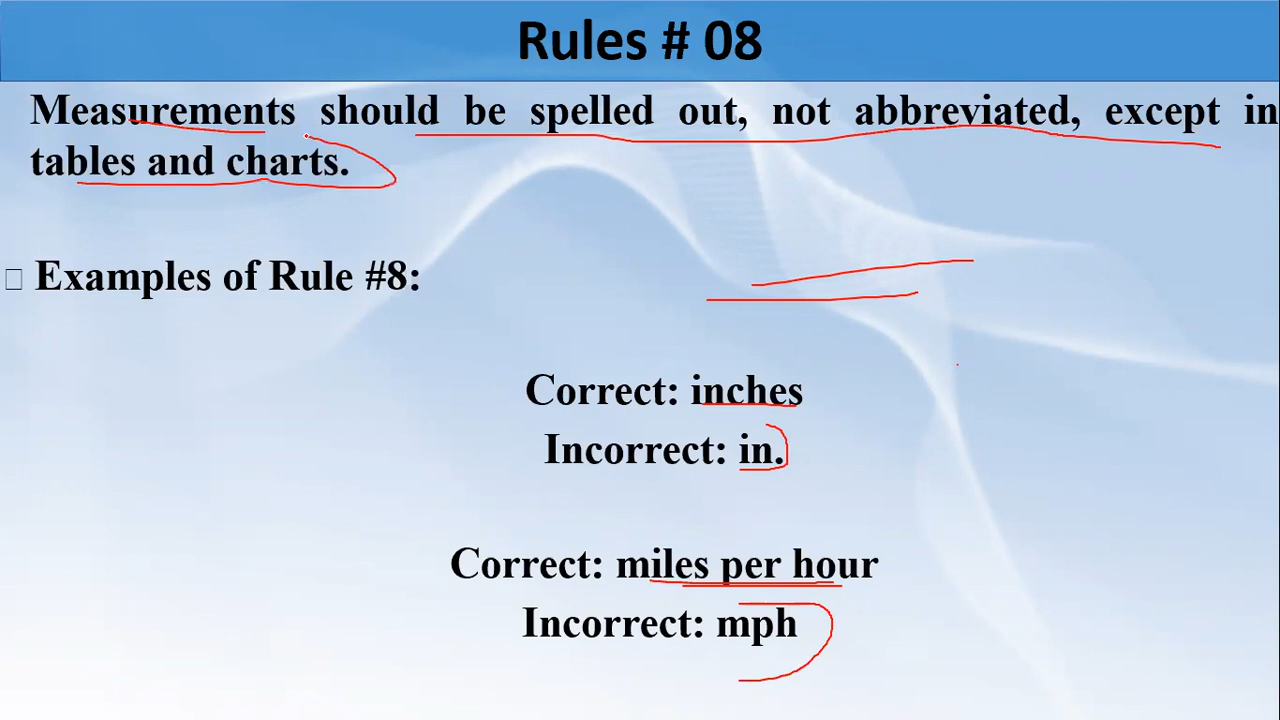 Rules # 08
Measurements should be spelled out, not abbreviated, except in
tables and charts.
Examples of Rule #8:
Correct: inches
Incorrect: in.
Correct: miles per hour
Incorrect: mph